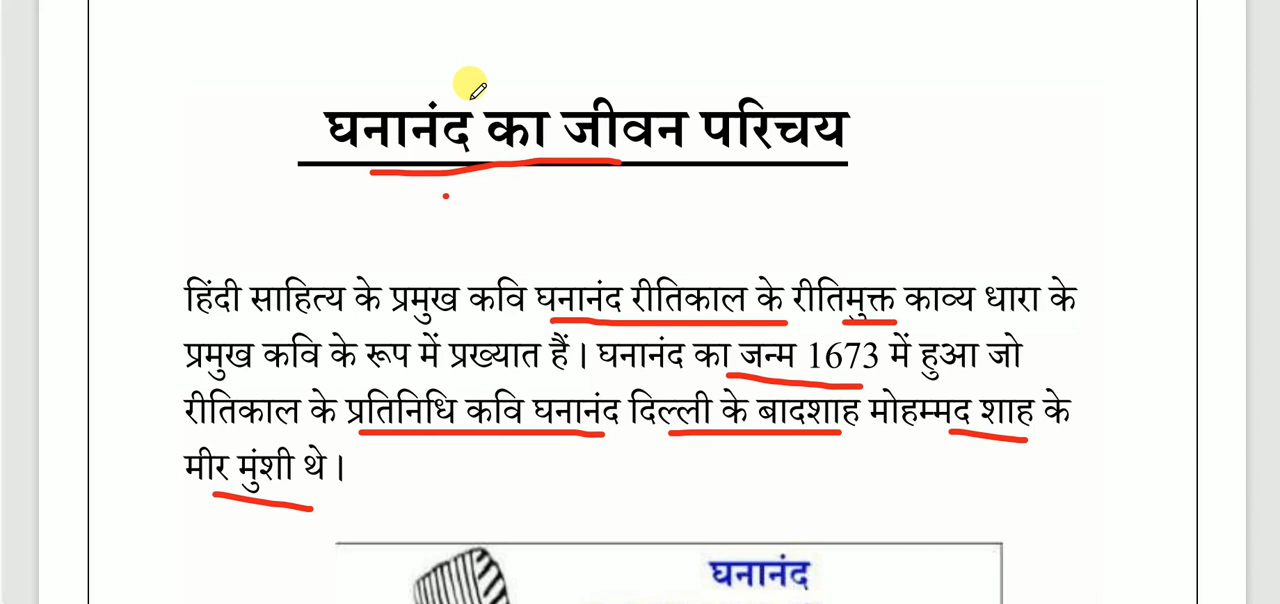 घनानंद का जीवन परिचय
हिंदी साहित्य के प्रमुख कवि घनानंद रीतिकाल के रीतिमुक्त काव्य धारा के
प्रमुख कवि के रूप में प्रख्यात हैं। घनानंद का जन्म 1673 में हुआ जो
रीतिकाल के प्रतिनिधि कवि घनानंद दिल्ली के बादशाह मोहम्मद शाह के
मीर मुंशी थे।
घनानंद